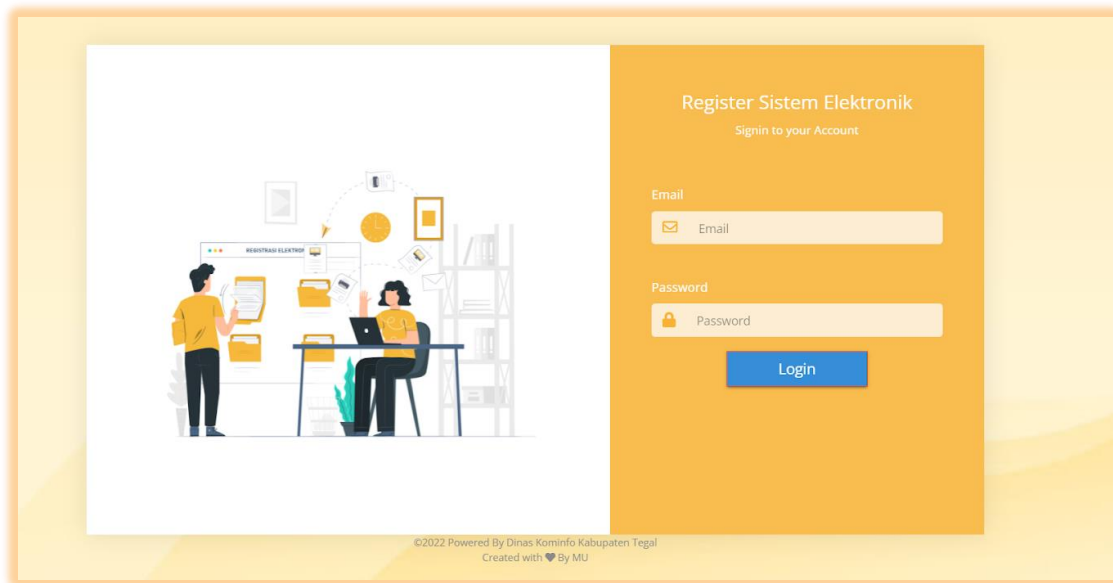 Register Sistem Elektronik
Signin to your Account
Email
Email
Password
Password
Login
REGISTRASI ELEKTRON
©2022 Powered By Dinas Kominfo Kabupaten Tegal
Created with ❤ By MU